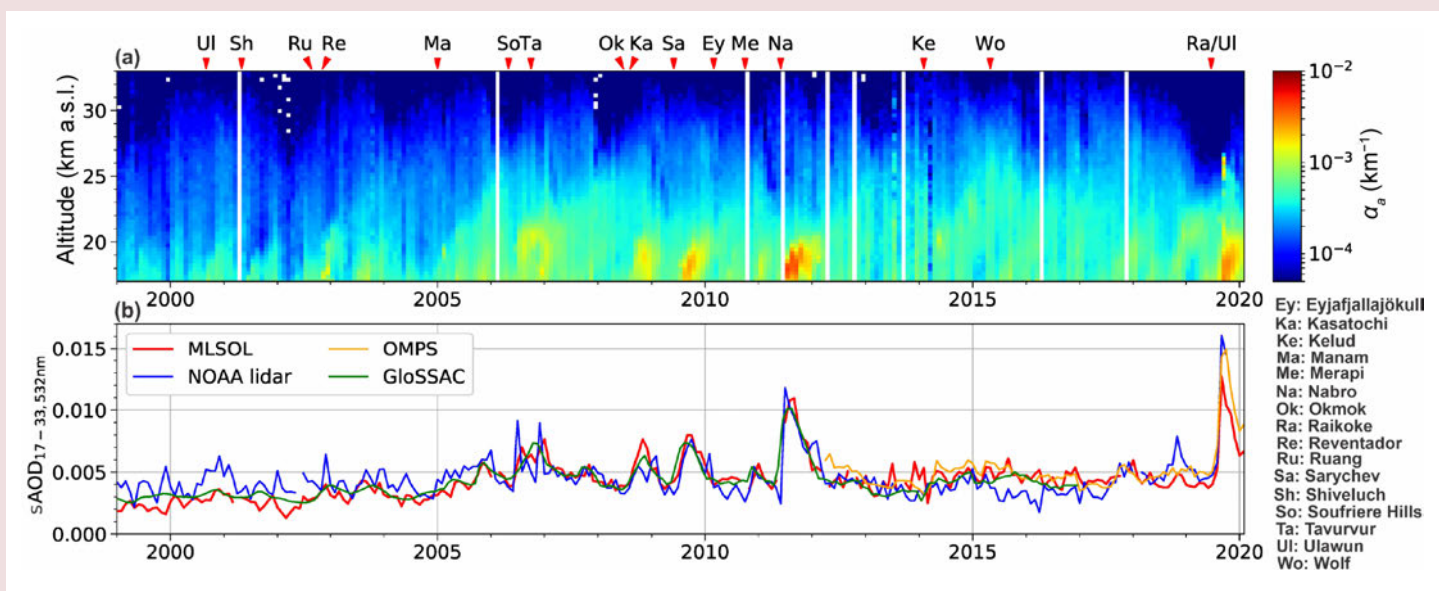 Ul Sh Ru Re Ma SoTa Ok Ka Sa Ey Me Na Ke Wo Ra/Ul
(a)
Altitude (km a.s.l.)
30
25
20
2000 2005 2010 2015 2020
10⁻²
10⁻³
10⁻⁴
αₐ (km⁻¹)
(b)
SAOD₁₇₋₃₃,₅₃₂ₙₘ
0.015
0.010
0.005
0.000
MLSOL OMPS
NOAA lidar GloSSAC
2000 2005 2010 2015 2020
Ey: Eyjafjallajökull
Ka: Kasatochi
Ke: Kelud
Ma: Manam
Me: Merapi
Na: Nabro
Ok: Okmok
Ra: Raikoke
Re: Reventador
Ru: Ruang
Sa: Sarychev
Sh: Shiveluch
So: Soufriere Hills
Ta: Tavurvur
Ul: Ulawun
Wo: Wolf